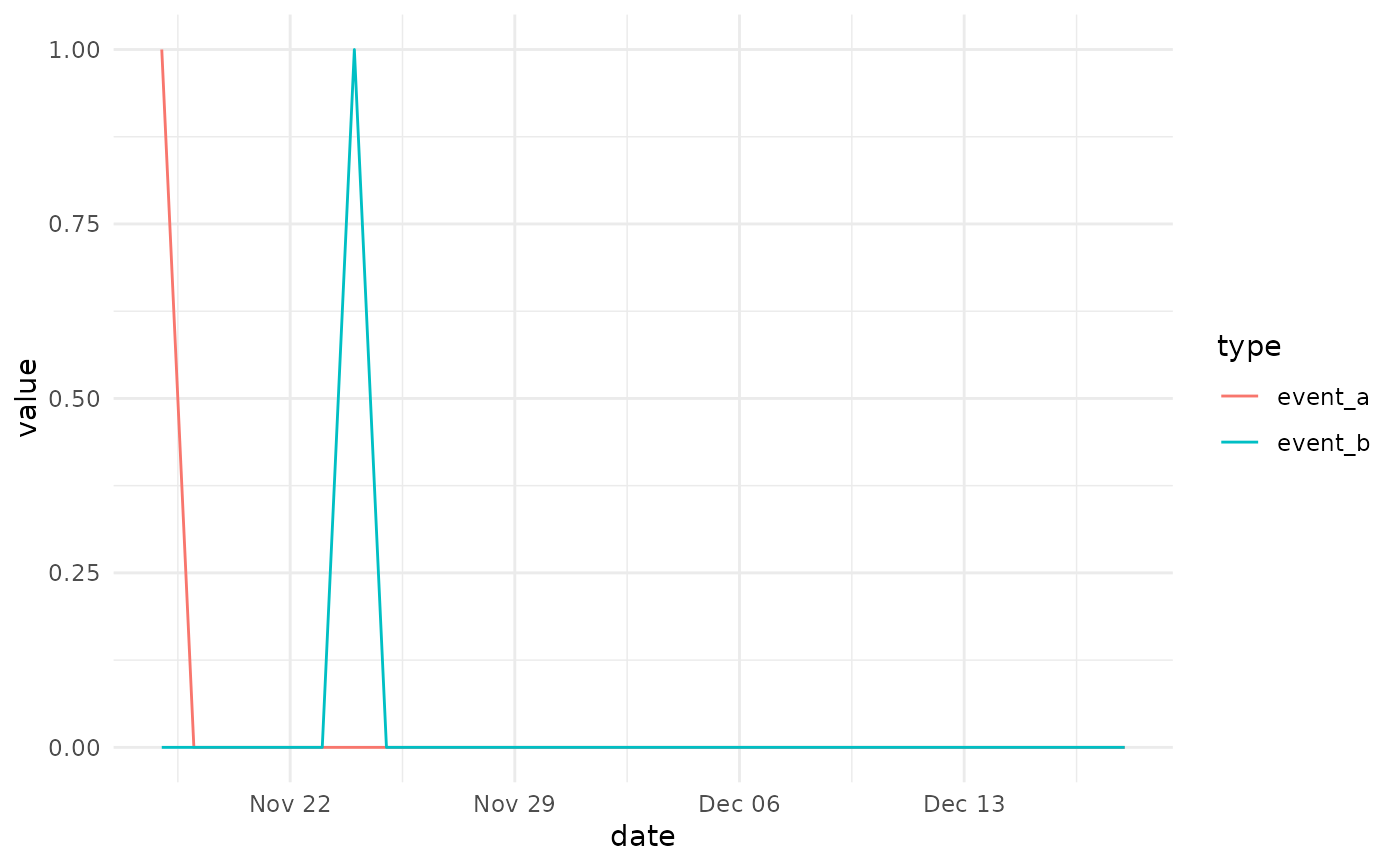 1.00
0.75
0.50
0.25
0.00
value
Nov 22
Nov 29
Dec 06
Dec 13
date
type
event_a
event_b